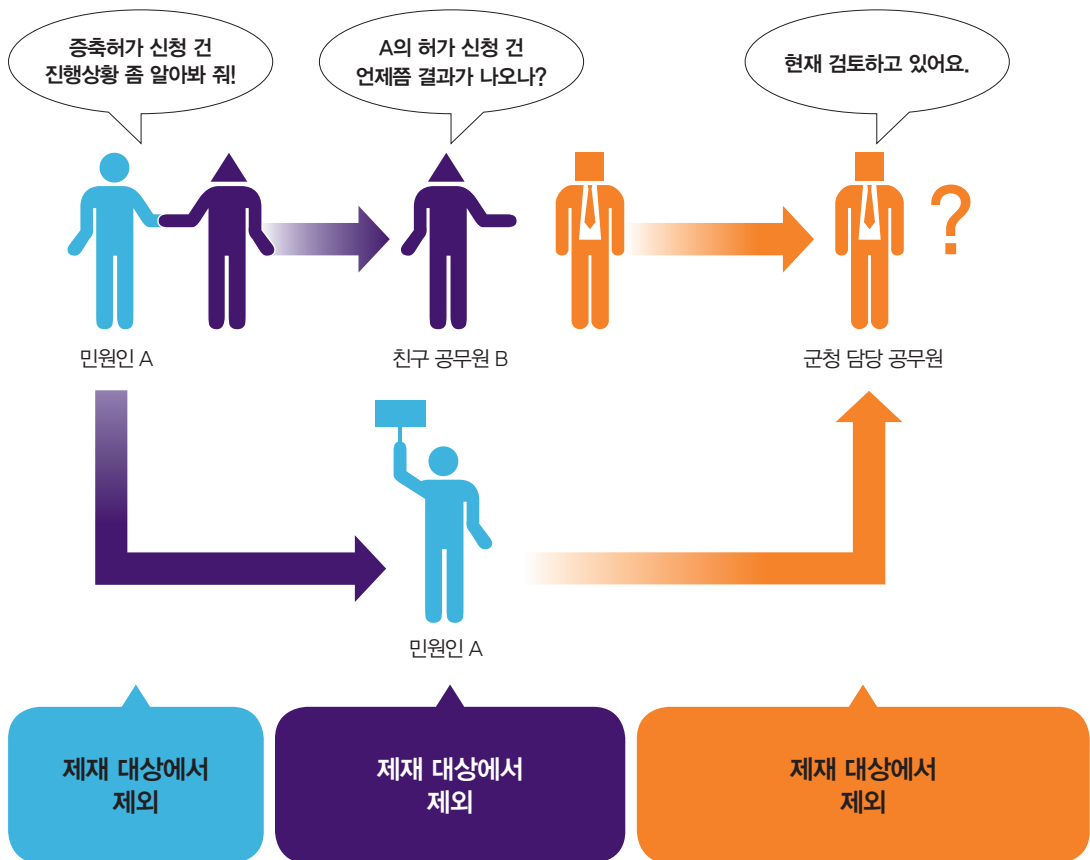 증축허가 신청 건
진행상황 좀 알아봐 줘!
A의 허가 신청 건
언제쯤 결과가 나오나?
현재 검토하고 있어요.
?
민원인 A
친구 공무원 B
군청 담당 공무원
민원인 A
제재 대상에서
제외
제재 대상에서
제외
제재 대상에서
제외